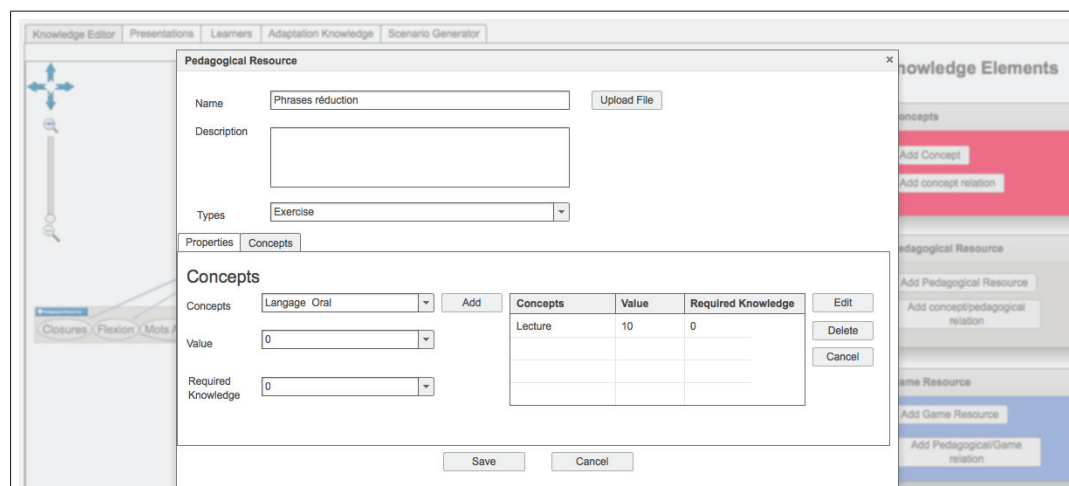 Knowledge Editor Presentations Learners Adaptation Knowledge Scenario Generator
Pedagogical Resource x
nowledge Elements
Name Phrases réduction Upload File
oncepts
Description
Add Concept
Add concept relation
Types Exercise
Properties Concepts
edagogical Resource
Concepts
Add Pedagogical Resource
Concepts Langage Oral Add Concepts Value Required Knowledge Edit
Add concept/pedagogical
relation
Lecture 10 0 Delete
Closures Flexion Mots A
Value 0
Cancel
Required
Knowledge 0
ame Resource
Add Game Resource
Add Pedagogical/Game
relation
Save Cancel